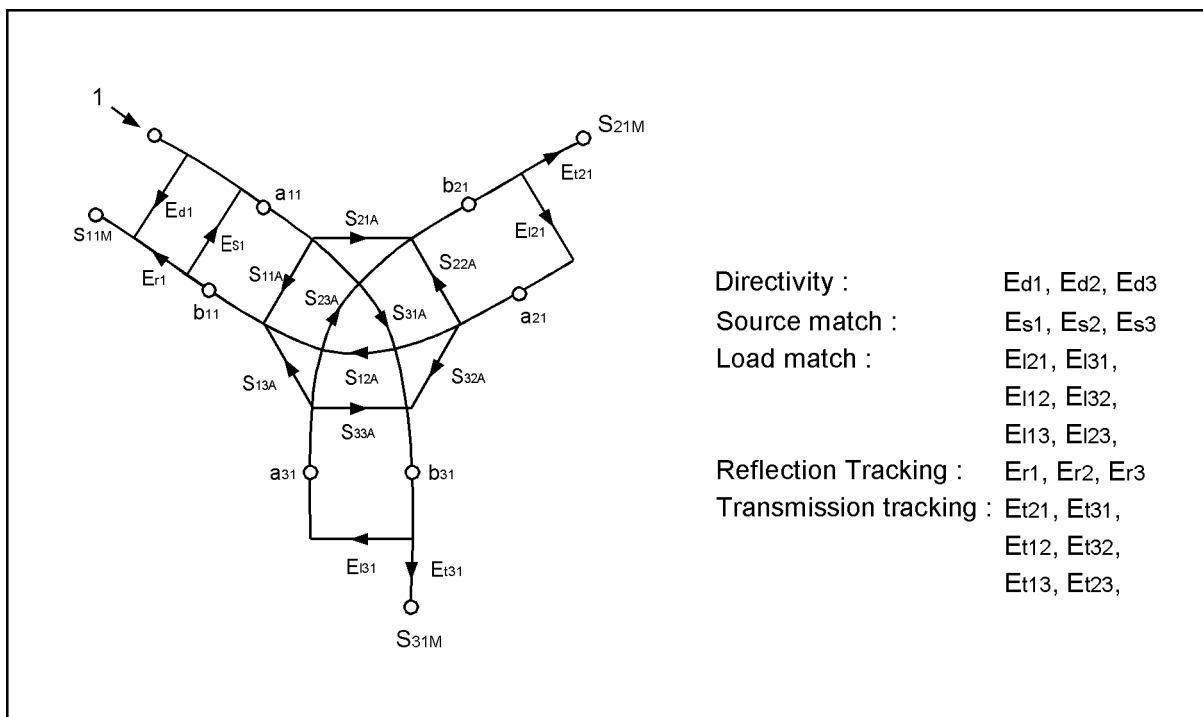 1
S21M
Et21
b21
a11
Ed1
S11M
S21A
El21
ES1
Er1
S11A
S22A
S23A
b11
S31A
a21
S13A
S12A
S32A
S33A
a31
b31
El31
Et31
S31M
Directivity : Ed1, Ed2, Ed3
Source match : Es1, Es2, Es3
Load match : El21, El31,
El12, El32,
El13, El23,
Reflection Tracking : Er1, Er2, Er3
Transmission tracking : Et21, Et31,
Et12, Et32,
Et13, Et23,